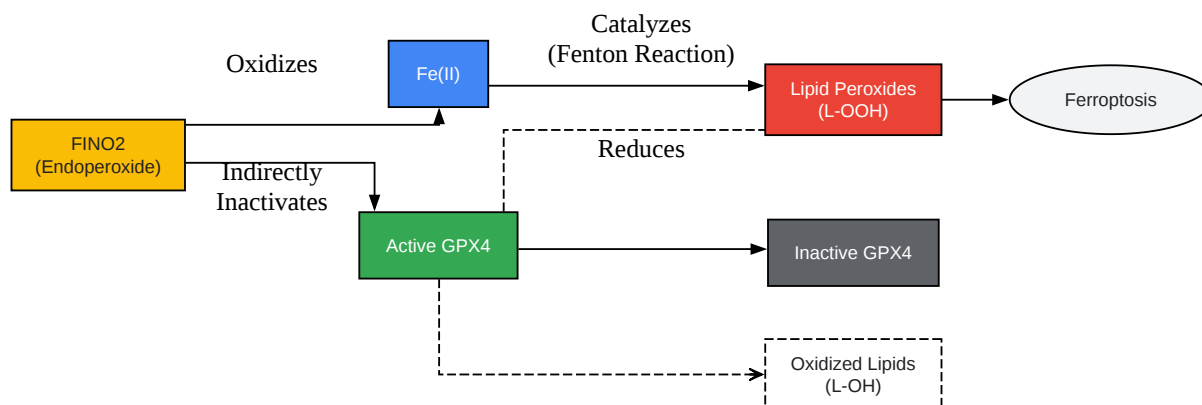 Catalyzes
(Fenton Reaction)
Oxidizes
Fe(II)
Lipid Peroxides
(L-OOH)
Ferroptosis
FINO2
(Endoperoxide)
Reduces
Indirectly
Inactivates
Active GPX4
Inactive GPX4
Oxidized Lipids
(L-OH)